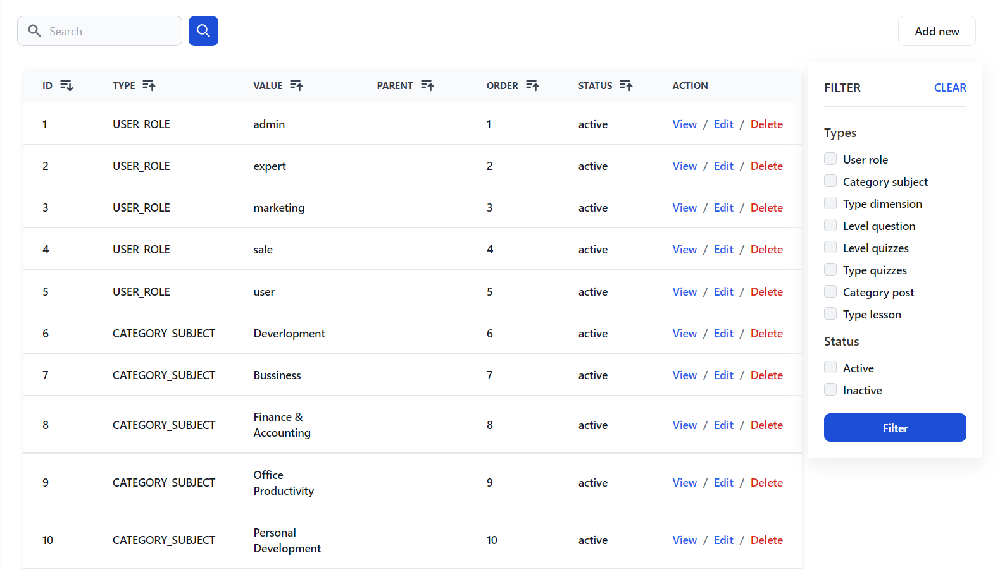 Search
Add new
ID TYPE VALUE PARENT ORDER STATUS ACTION
1 USER_ROLE admin 1 active View / Edit / Delete
2 USER_ROLE expert 2 active View / Edit / Delete
3 USER_ROLE marketing 3 active View / Edit / Delete
4 USER_ROLE sale 4 active View / Edit / Delete
5 USER_ROLE user 5 active View / Edit / Delete
6 CATEGORY_SUBJECT Deverlopment 6 active View / Edit / Delete
7 CATEGORY_SUBJECT Bussiness 7 active View / Edit / Delete
8 CATEGORY_SUBJECT Finance &
Accounting 8 active View / Edit / Delete
9 CATEGORY_SUBJECT Office
Productivity 9 active View / Edit / Delete
10 CATEGORY_SUBJECT Personal
Development 10 active View / Edit / Delete
FILTER CLEAR
Types
User role
Category subject
Type dimension
Level question
Level quizzes
Type quizzes
Category post
Type lesson
Status
Active
Inactive
Filter